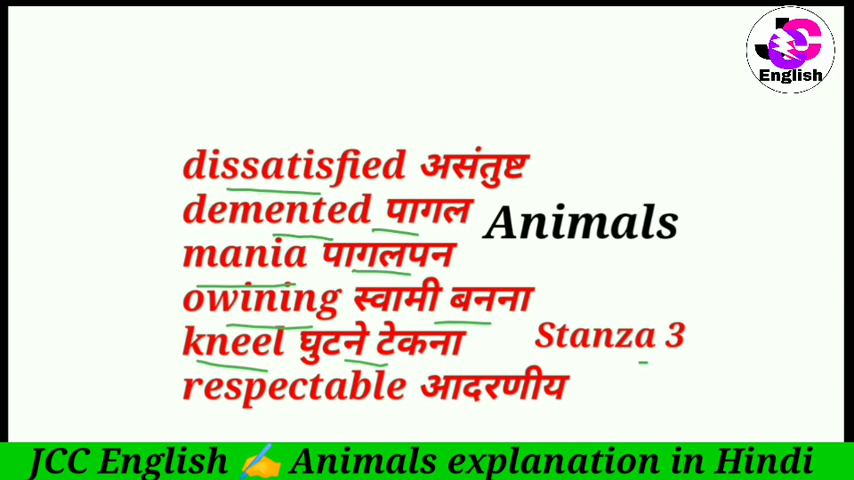 JC
English
dissatisfied असंतुष्ट
demented पागल
Animals
mania पागलपन
owining स्वामी बनना
kneel घुटने टेकना
Stanza 3
respectable आदरणीय
JCC English ✍️ Animals explanation in Hindi